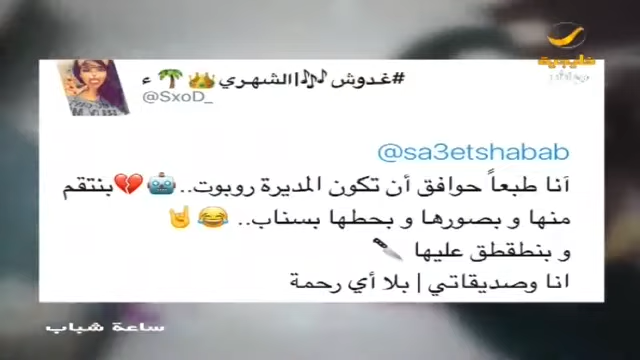 خليجية
#غدوش🎶|الشهري👑🌴 ء
@SxoD_
@sa3etshabab
أنا طبعاً حوافق أن تكون المديرة روبوت..🤖💔بنتقم
منها و بصورها و بحطها بسناب.. 😂🤘
و بنطقطق عليها 🔪
انا وصديقاتي | بلا أي رحمة
ساعة شباب